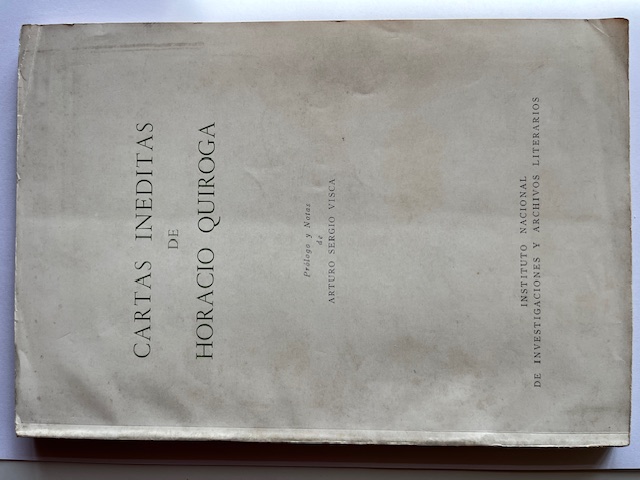 CARTAS INEDITAS
DE
HORACIO QUIROGA
Prólogo y Notas
de
ARTURO SERGIO VISCA
INSTITUTO NACIONAL
DE INVESTIGACIONES Y ARCHIVOS LITERARIOS